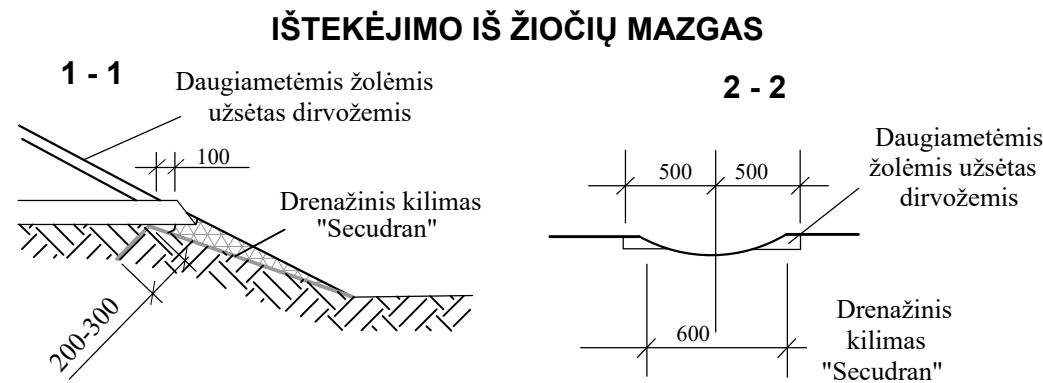 IŠTEKĖJIMO IŠ ŽIOČIŲ MAZGAS
1 - 1
Daugiametėmis žolėmis
užsėtas dirvožemis
100
Drenažinis kilimas
"Secudran"
200-300
2 - 2
Daugiametėmis
žolėmis užsėtas
dirvožemis
500
500
600
Drenažinis
kilimas
"Secudran"